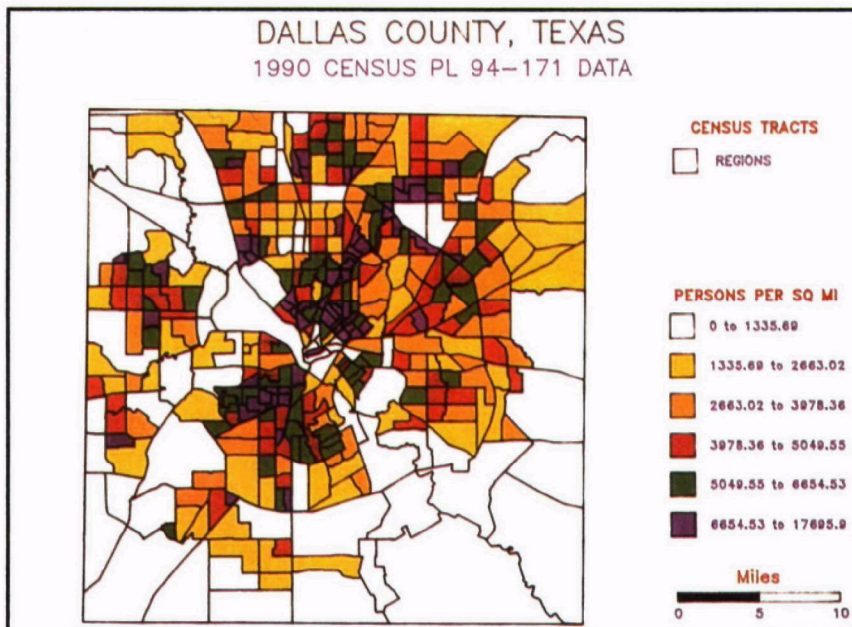 DALLAS COUNTY, TEXAS
1990 CENSUS PL 94-171 DATA
CENSUS TRACTS
REGIONS
PERSONS PER SQ MI
0 to 1335.69
1335.69 to 2663.02
2663.02 to 3978.36
3978.36 to 5049.55
5049.55 to 6654.53
6654.53 to 17695.9
Miles
0 5 10